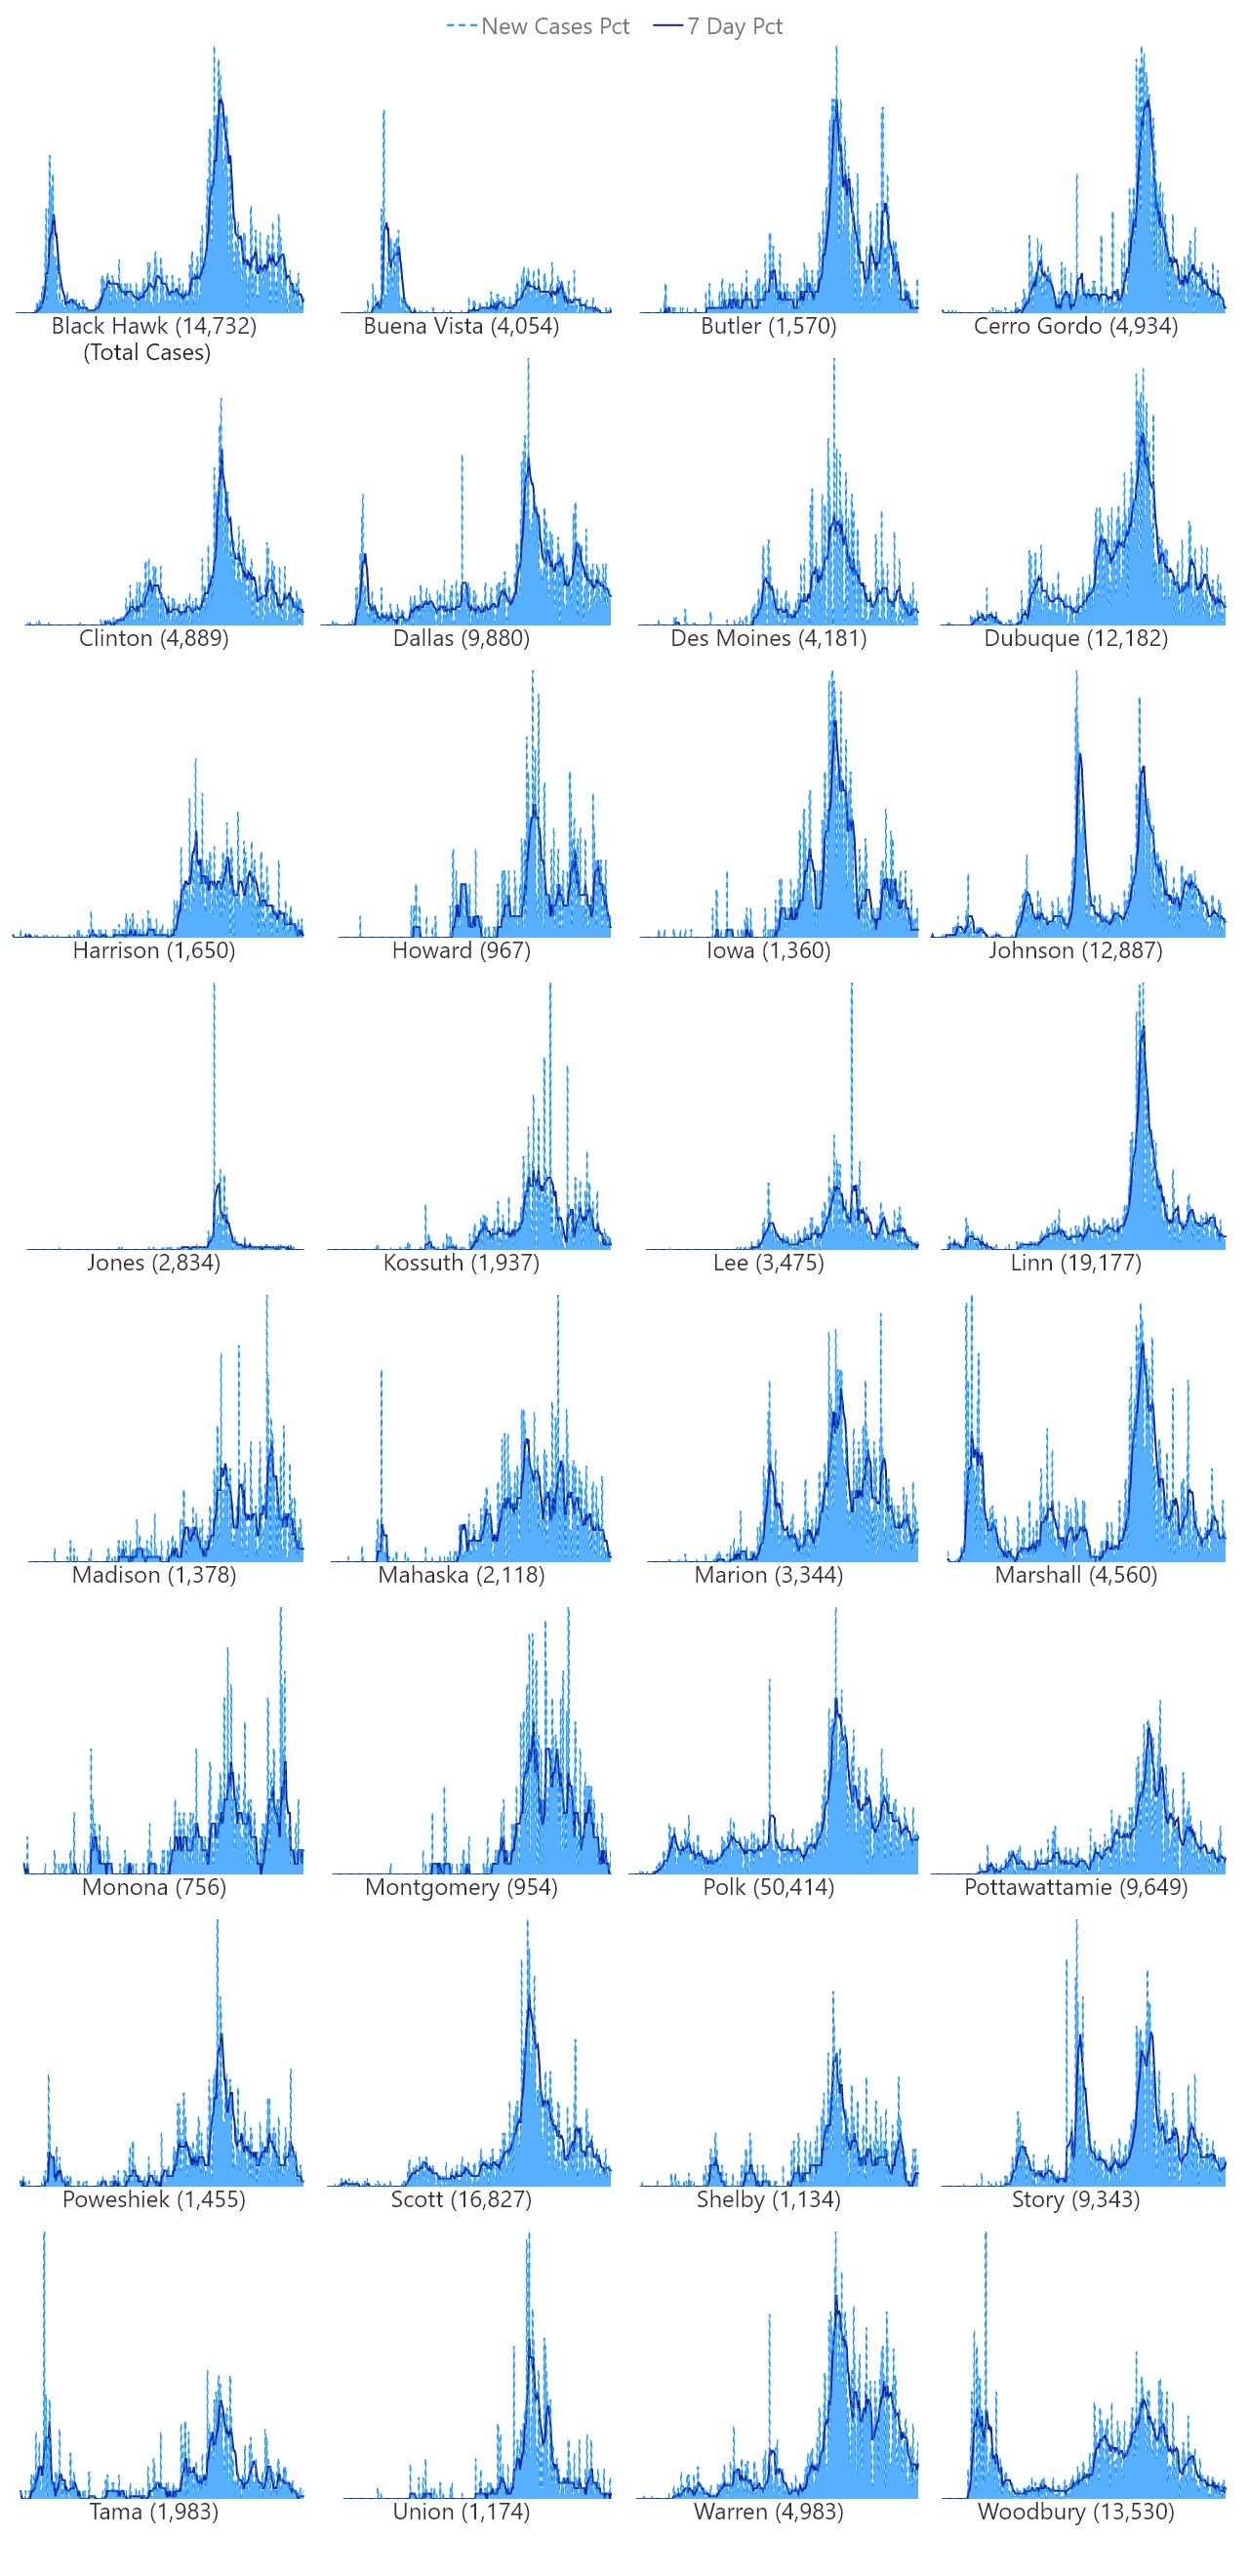 New Cases Pct 7 Day Pct
Black Hawk (14,732) Buena Vista (4,054) Butler (1,570) Cerro Gordo (4,934)
(Total Cases)
Clinton (4,889) Dallas (9,880) Des Moines (4,181) Dubuque (12,182)
Harrison (1,650) Howard (967) Iowa (1,360) Johnson (12,887)
Jones (2,834) Kossuth (1,937) Lee (3,475) Linn (19,177)
Madison (1,378) Mahaska (2,118) Marion (3,344) Marshall (4,560)
Monona (756) Montgomery (954) Polk (50,414) Pottawattamie (9,649)
Poweshiek (1,455) Scott (16,827) Shelby (1,134) Story (9,343)
Tama (1,983) Union (1,174) Warren (4,983) Woodbury (13,530)